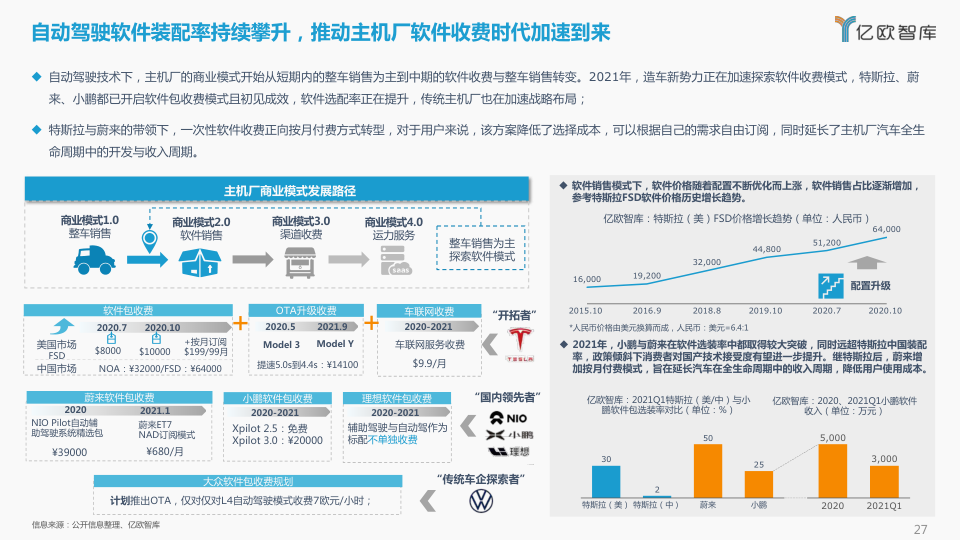 自动驾驶软件装配率持续攀升，推动主机厂软件收费时代加速到来
亿欧智库
◆ 自动驾驶技术下，主机厂的商业模式开始从短期内的整车销售为主到中期的软件收费与整车销售转变。2021年，造车新势力正在加速探索软件收费模式，特斯拉、蔚
来、小鹏都已开启软件包收费模式且初见成效，软件选配率正在提升，传统主机厂也在加速战略布局；
◆ 特斯拉与蔚来的带领下，一次性软件收费正向按月付费方式转型，对于用户来说，该方案降低了选择成本，可以根据自己的需求自由订阅，同时延长了主机厂汽车全生
命周期中的开发与收入周期。
主机厂商业模式发展路径
商业模式1.0
整车销售
商业模式2.0
软件销售
商业模式3.0
渠道收费
商业模式4.0
运力服务
saas
整车销售为主
探索软件模式
软件包收费
2020.7 2020.10
美国市场
FSD
$8000
$10000
+按月订阅
$199/99月
中国市场
NOA：¥32000/FSD：¥64000
OTA升级收费
2020.5 2021.9
Model 3 Model Y
提速5.0s到4.4s：¥14100
车联网收费
2020-2021
车联网服务收费
$9.9/月
“开拓者”
TESLA
蔚来软件包收费
2020 2021.1
NIO Pilot自动辅
助驾驶系统精选包
¥39000
蔚来ET7
NAD订阅模式
¥680/月
小鹏软件包收费
2020-2021
Xpilot 2.5：免费
Xpilot 3.0：¥20000
理想软件包收费
2020-2021
辅助驾驶与自动驾作为
标配不单独收费
“国内领先者”
NIO
小鹏
理想
大众软件包收费规划
计划推出OTA，仅对仅对L4自动驾驶模式收费7欧元/小时；
“传统车企探索者”
◆ 软件销售模式下，软件价格随着配置不断优化而上涨，软件销售占比逐渐增加，
参考特斯拉FSD软件价格历史增长趋势。
亿欧智库：特斯拉（美）FSD价格增长趋势（单位：人民币）
16,000
19,200
32,000
44,800
51,200
64,000
配置升级
2015.10 2016.9 2018.8 2019.10 2020.7 2020.10
*人民币价格由美元换算而成，人民币：美元=6.4:1
◆ 2021年，小鹏与蔚来在软件选装率中都取得较大突破，同时远超特斯拉中国装配
率，政策倾斜下消费者对国产技术接受度有望进一步提升。继特斯拉后，蔚来增
加按月付费模式，旨在延长汽车在全生命周期中的收入周期，降低用户使用成本。
亿欧智库：2021Q1特斯拉（美/中）与小
鹏软件包选装率对比（单位：%）
30
2
50
25
特斯拉（美） 特斯拉（中） 蔚来 小鹏
亿欧智库：2020、2021Q1小鹏软件
收入（单位：万元）
5,000
3,000
2020 2021Q1
信息来源：公开信息整理、亿欧智库
27